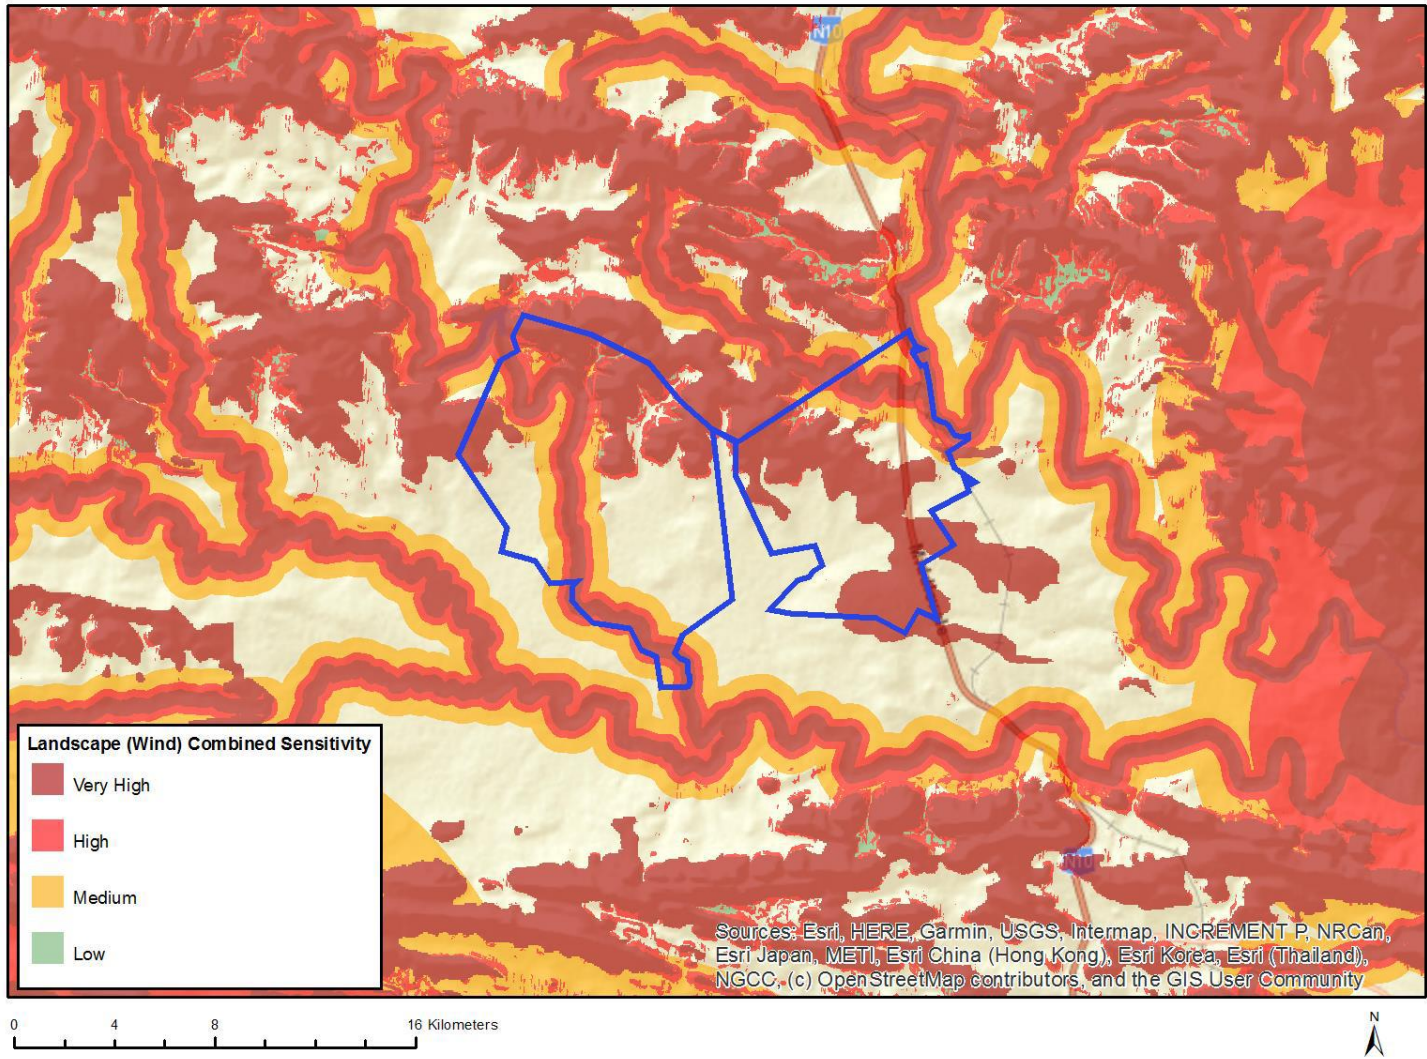 N10
Landscape (Wind) Combined Sensitivity
Very High
High
Medium
Low
N10
Sources: Esri, HERE, Garmin, USGS, Intermap, INCREMENT P, NRCan,
Esri Japan, METI, Esri China (Hong Kong), Esri Korea, Esri (Thailand),
NGCC, (c) OpenStreetMap contributors, and the GIS User Community
0 4 8 16 Kilometers
N